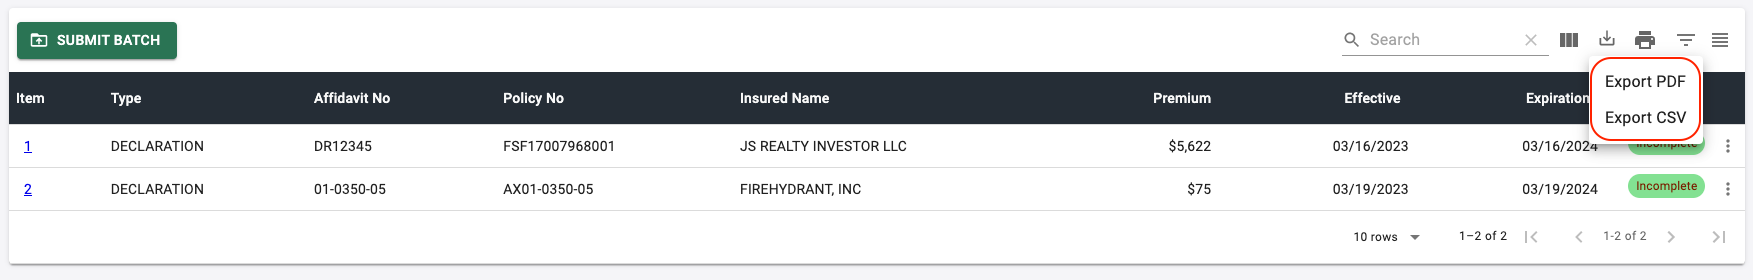 SUBMIT BATCH
Search
Export PDF
Export CSV
Item Type Affidavit No Policy No Insured Name Premium Effective Expiration
1 DECLARATION DR12345 FSF17007968001 JS REALTY INVESTOR LLC $5,622 03/16/2023 03/16/2024 Incomplete
2 DECLARATION 01-0350-05 AX01-0350-05 FIREHYDRANT, INC $75 03/19/2023 03/19/2024 Incomplete
10 rows 1–2 of 2 1-2 of 2